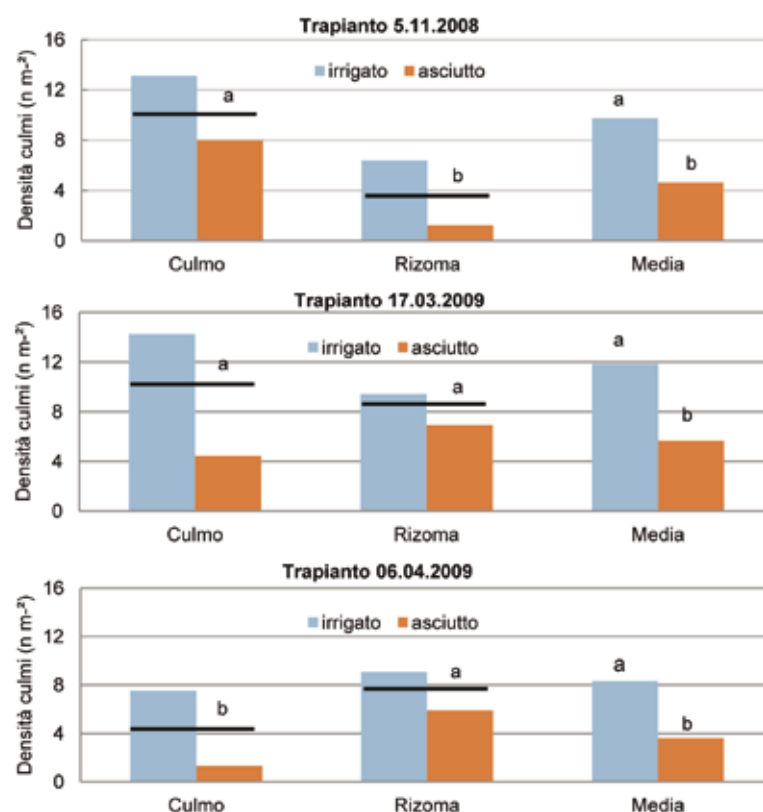 Trapianto 5.11.2008
irrigato asciutto
Densità culmi (n m-²)
16
12
8
4
0
a
b
a
b
Culmo Rizoma Media
Trapianto 17.03.2009
irrigato asciutto
Densità culmi (n m-²)
16
12
8
4
0
a
a
a
b
Culmo Rizoma Media
Trapianto 06.04.2009
irrigato asciutto
Densità culmi (n m-²)
16
12
8
4
0
b
a
a
b
Culmo Rizoma Media